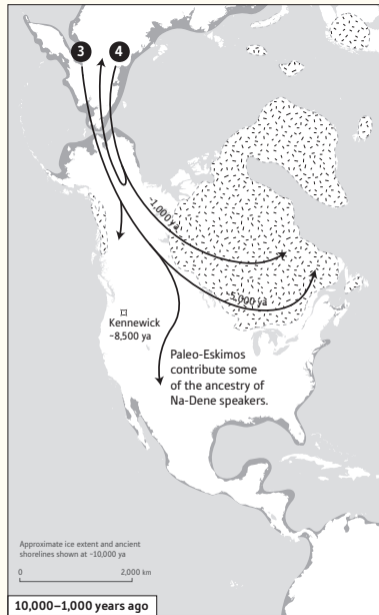 3 4
~1,000 ya
~5,000 ya
Kennewick
~8,500 ya
Paleo-Eskimos
contribute some
of the ancestry of
Na-Dene speakers.
Approximate ice extent and ancient
shorelines shown at ~10,000 ya
0 2,000 km
10,000–1,000 years ago